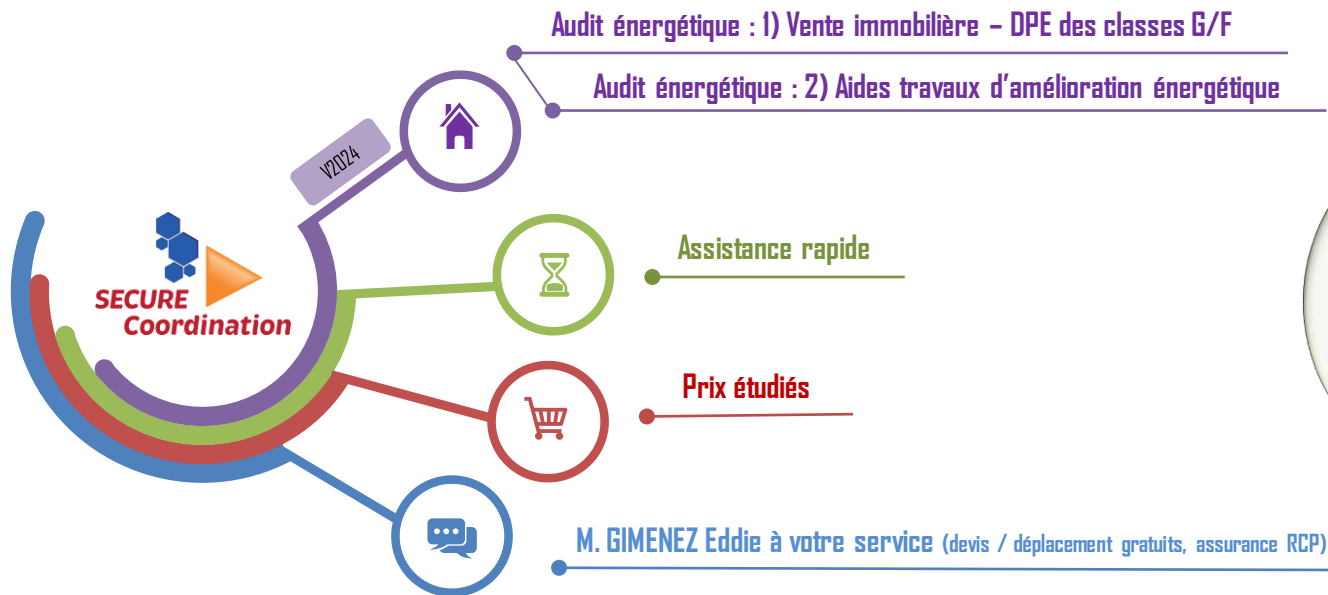 Audit énergétique : 1) Vente immobilière – DPE des classes G/F
Audit énergétique : 2) Aides travaux d'amélioration énergétique
V2024
SECURE
Coordination
Assistance rapide
Prix étudiés
M. GIMENEZ Eddie à votre service (devis / déplacement gratuits, assurance RCP)